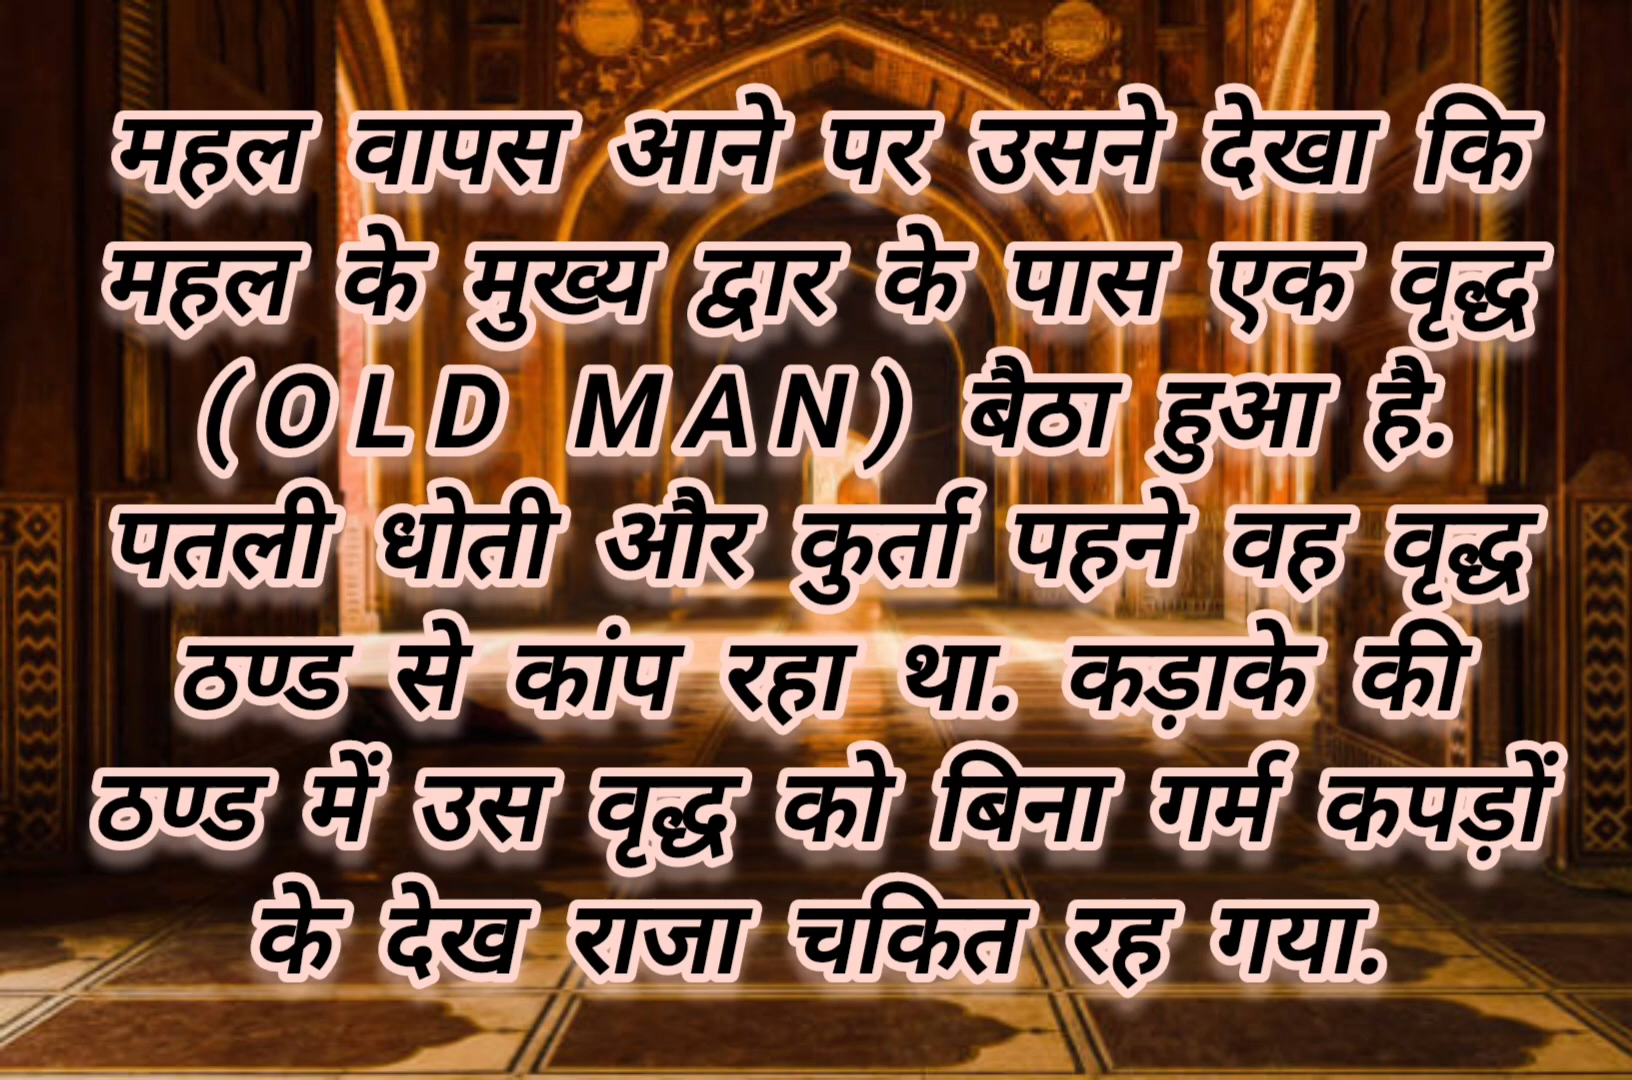 महल वापस आने पर उसने देखा कि
महल के मुख्य द्वार के पास एक वृद्ध
(OLD MAN) बैठा हुआ है.
पतली धोती और कुर्ता पहने वह वृद्ध
ठण्ड से कांप रहा था. कड़ाके की
ठण्ड में उस वृद्ध को बिना गर्म कपड़ों
के देख राजा चकित रह गया.